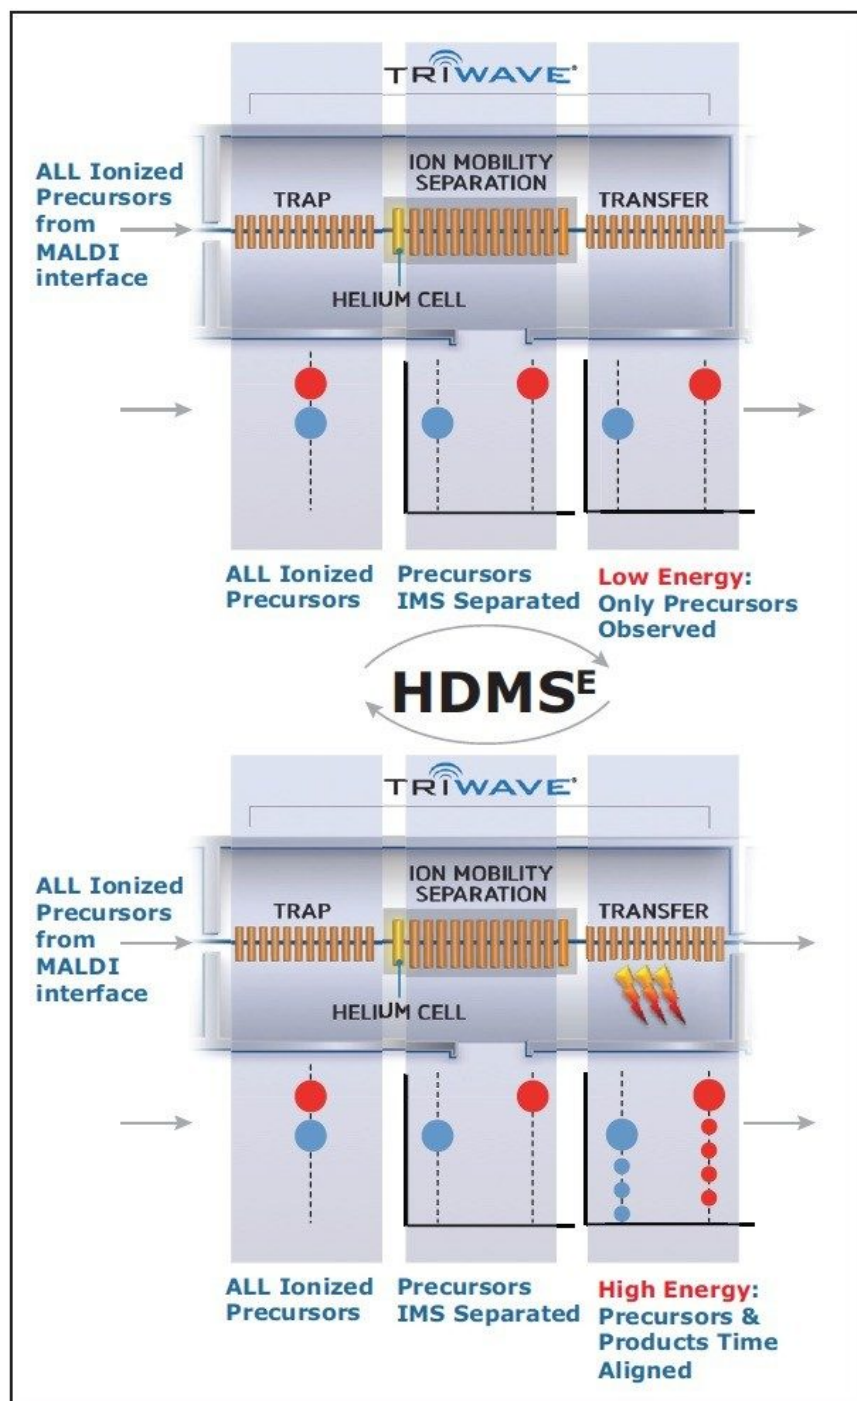 TRIWAVE®
ALL Ionized
Precursors
from
MALDI
interface
TRAP
ION MOBILITY
SEPARATION
TRANSFER
HELIUM CELL
ALL Ionized
Precursors
Precursors
IMS Separated
Low Energy:
Only Precursors
Observed
HDMSᴱ
TRIWAVE®
ALL Ionized
Precursors
from
MALDI
interface
TRAP
ION MOBILITY
SEPARATION
TRANSFER
HELIUM CELL
ALL Ionized
Precursors
Precursors
IMS Separated
High Energy:
Precursors &
Products Time
Aligned